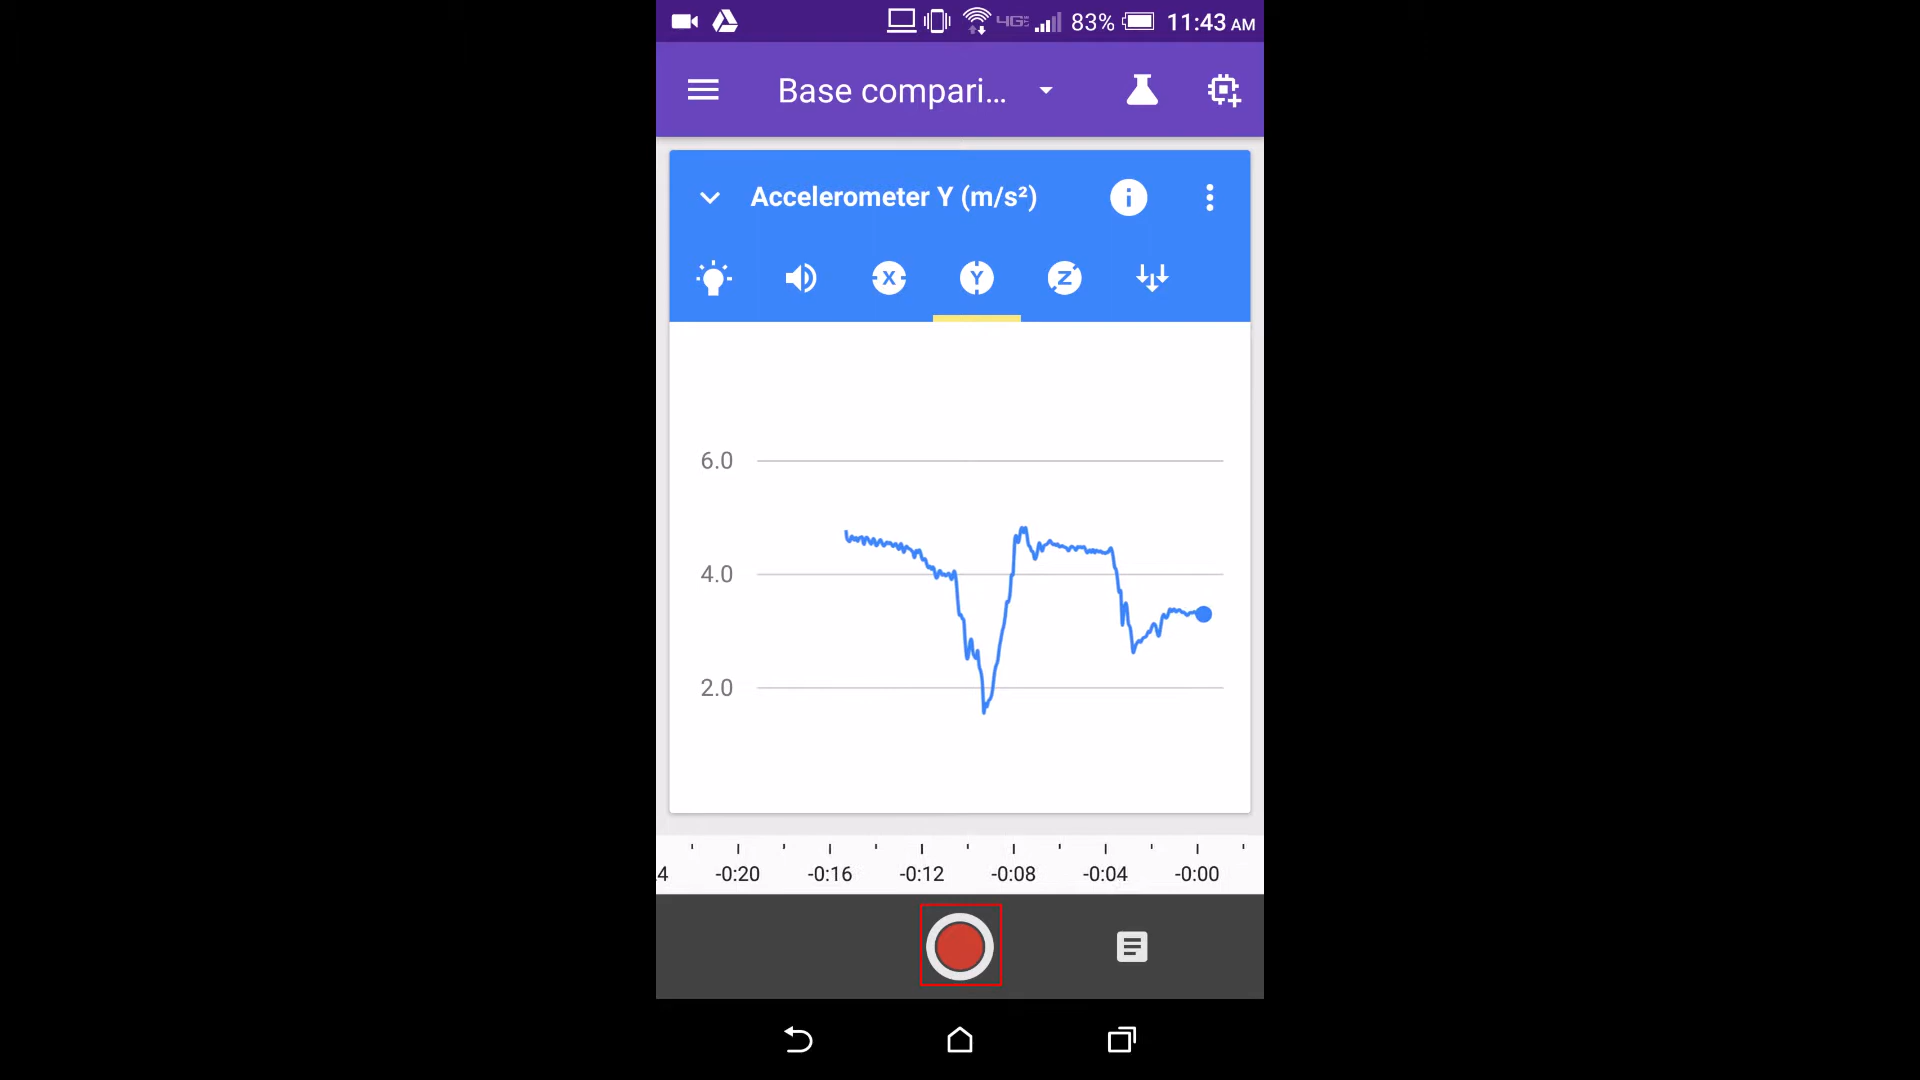 83% 11:43 AM
Base compari...
Accelerometer Y (m/s²)
X Y Z
6.0
4.0
2.0
4 -0:20 -0:16 -0:12 -0:08 -0:04 -0:00